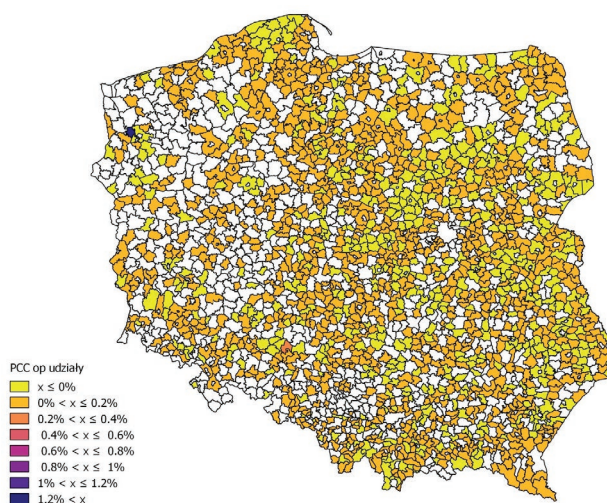 PCC op udziały
x ≤ 0%
0% < x ≤ 0.2%
0.2% < x ≤ 0.4%
0.4% < x ≤ 0.6%
0.6% < x ≤ 0.8%
0.8% < x ≤ 1%
1% < x ≤ 1.2%
1.2% < x